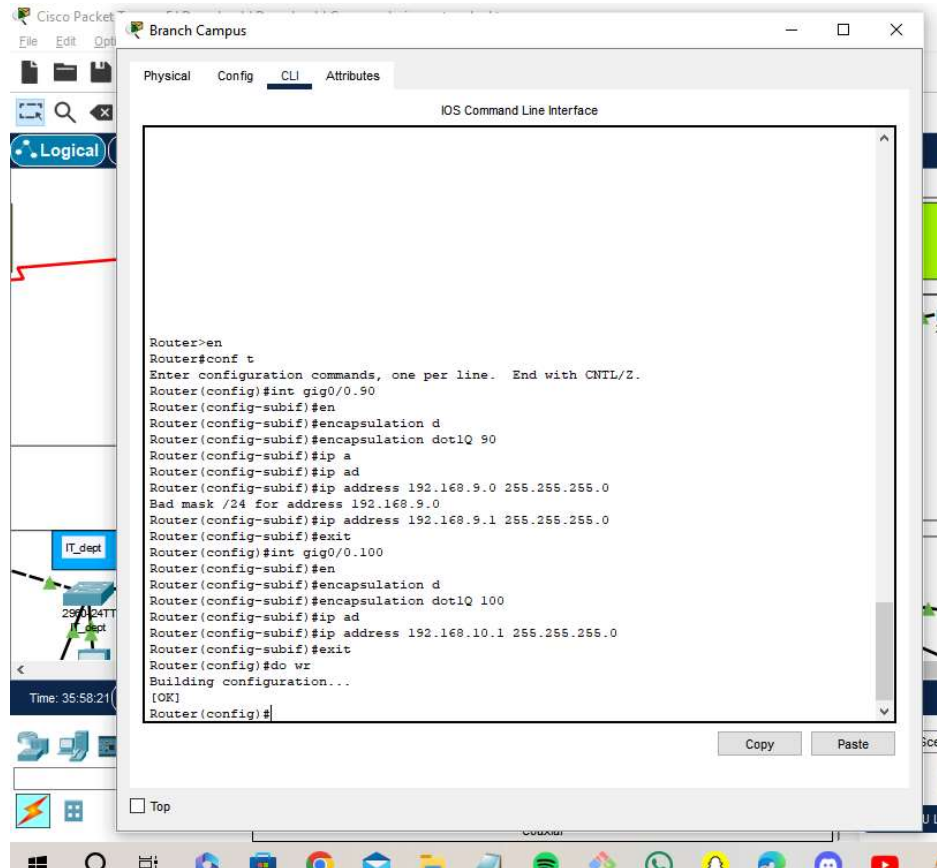 Cisco Packet
Branch Campus
File Edit Opti
Physical Config CLI Attributes
IOS Command Line Interface
Logical
Router>en
Router#conf t
Enter configuration commands, one per line. End with CNTL/Z.
Router(config)#int gig0/0.90
Router(config-subif)#en
Router(config-subif)#encapsulation d
Router(config-subif)#encapsulation dot1Q 90
Router(config-subif)#ip a
Router(config-subif)#ip ad
Router(config-subif)#ip address 192.168.9.0 255.255.255.0
Bad mask /24 for address 192.168.9.0
Router(config-subif)#ip address 192.168.9.1 255.255.255.0
Router(config-subif)#exit
Router(config)#int gig0/0.100
Router(config-subif)#en
Router(config-subif)#encapsulation d
Router(config-subif)#encapsulation dot1Q 100
Router(config-subif)#ip ad
Router(config-subif)#ip address 192.168.10.1 255.255.255.0
Router(config-subif)#exit
Router(config)#do wr
Building configuration...
[OK]
Router(config)#
IT_dept
2960-24TT
IT_dept
Time: 35:58:21
Copy Paste
Sce
Top